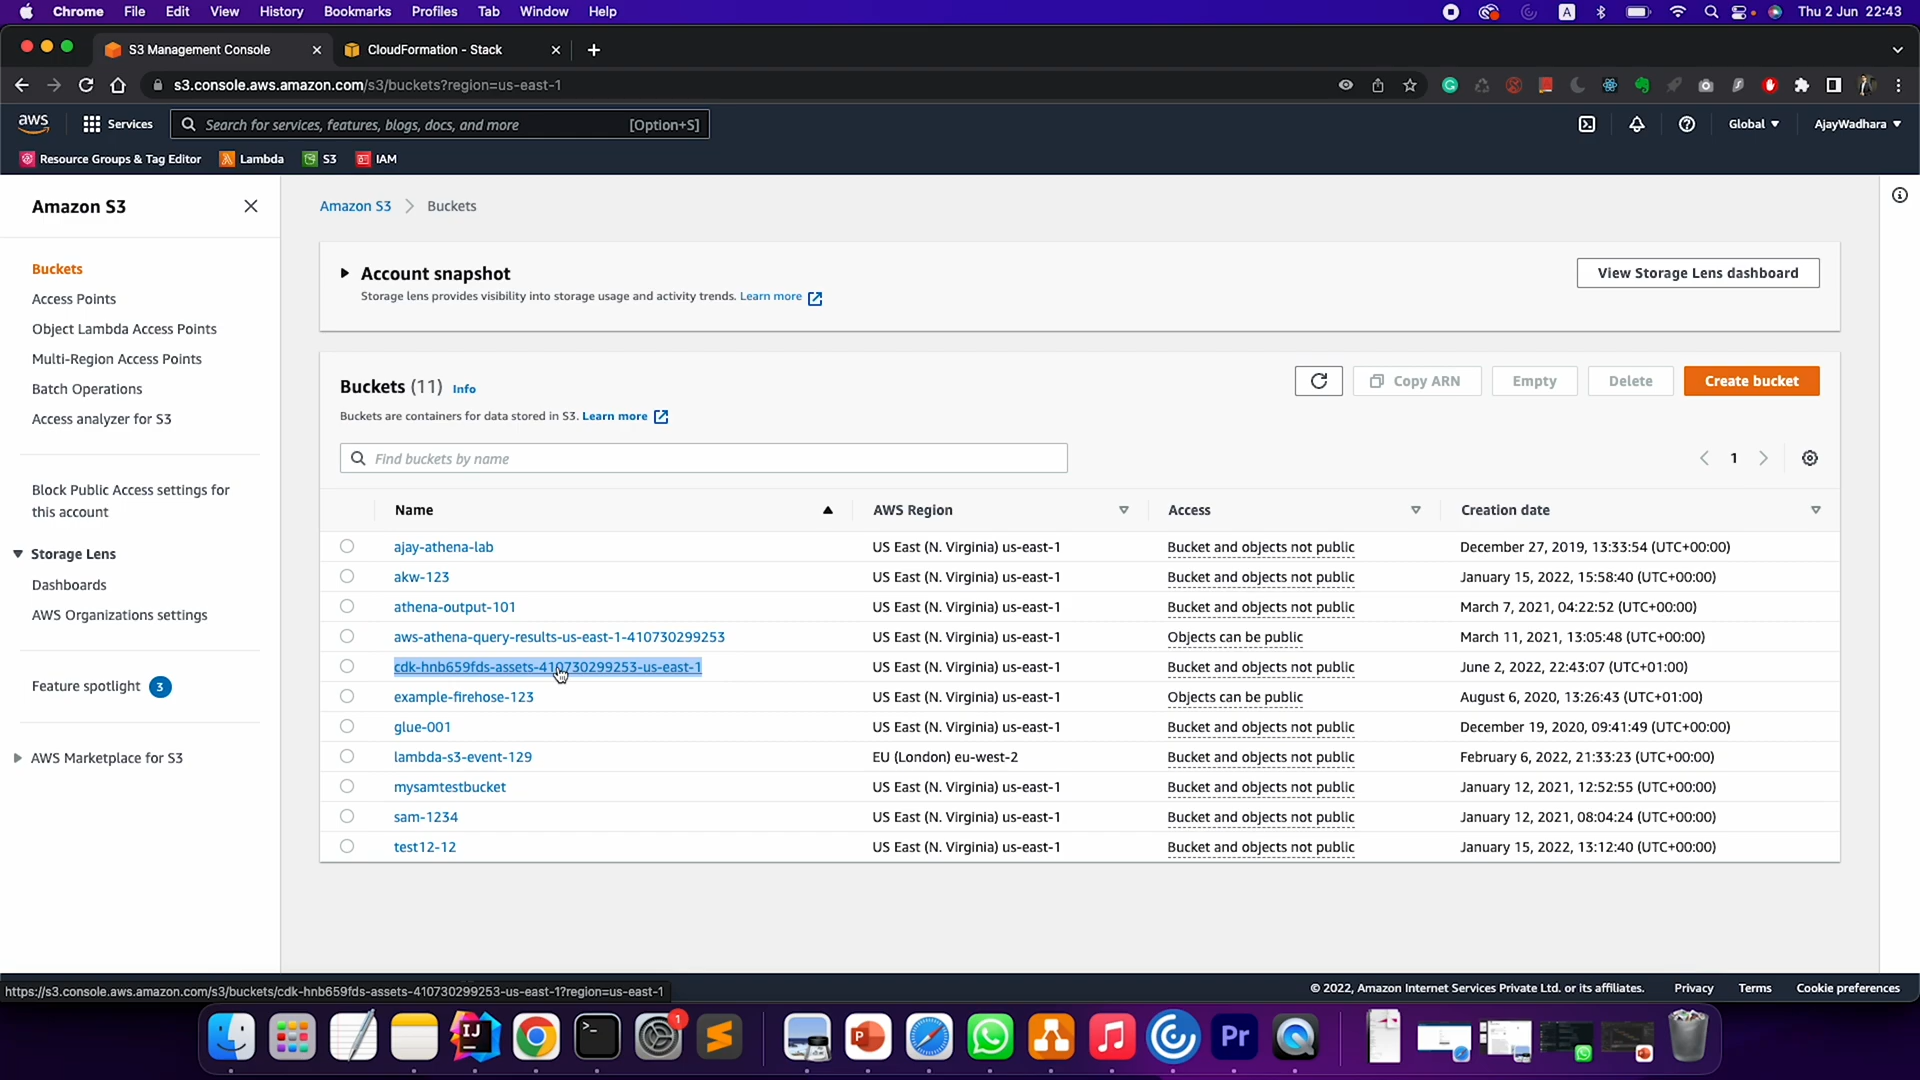 Chrome File Edit View History Bookmarks Profiles Tab Window Help A Thu 2 Jun 22:43
S3 Management Console CloudFormation - Stack
s3.console.aws.amazon.com/s3/buckets?region=us-east-1
aws Services Search for services, features, blogs, docs, and more [Option+S] Global AjayWadhara
Resource Groups & Tag Editor Lambda S3 IAM
Amazon S3
Buckets
Access Points
Object Lambda Access Points
Multi-Region Access Points
Batch Operations
Access analyzer for S3
Block Public Access settings for
this account
Storage Lens
Dashboards
AWS Organizations settings
Feature spotlight 3
AWS Marketplace for S3
Amazon S3 Buckets
Account snapshot
Storage lens provides visibility into storage usage and activity trends. Learn more
View Storage Lens dashboard
Buckets (11) Info
Buckets are containers for data stored in S3. Learn more
Copy ARN Empty Delete Create bucket
Find buckets by name
1
Name AWS Region Access Creation date
ajay-athena-lab US East (N. Virginia) us-east-1 Bucket and objects not public December 27, 2019, 13:33:54 (UTC+00:00)
akw-123 US East (N. Virginia) us-east-1 Bucket and objects not public January 15, 2022, 15:58:40 (UTC+00:00)
athena-output-101 US East (N. Virginia) us-east-1 Bucket and objects not public March 7, 2021, 04:22:52 (UTC+00:00)
aws-athena-query-results-us-east-1-410730299253 US East (N. Virginia) us-east-1 Objects can be public March 11, 2021, 13:05:48 (UTC+00:00)
cdk-hnb659fds-assets-410730299253-us-east-1 US East (N. Virginia) us-east-1 Bucket and objects not public June 2, 2022, 22:43:07 (UTC+01:00)
example-firehose-123 US East (N. Virginia) us-east-1 Objects can be public August 6, 2020, 13:26:43 (UTC+01:00)
glue-001 US East (N. Virginia) us-east-1 Bucket and objects not public December 19, 2020, 09:41:49 (UTC+00:00)
lambda-s3-event-129 EU (London) eu-west-2 Bucket and objects not public February 6, 2022, 21:33:23 (UTC+00:00)
mysamtestbucket US East (N. Virginia) us-east-1 Bucket and objects not public January 12, 2021, 12:52:55 (UTC+00:00)
sam-1234 US East (N. Virginia) us-east-1 Bucket and objects not public January 12, 2021, 08:04:24 (UTC+00:00)
test12-12 US East (N. Virginia) us-east-1 Bucket and objects not public January 15, 2022, 13:12:40 (UTC+00:00)
https://s3.console.aws.amazon.com/s3/buckets/cdk-hnb659fds-assets-410730299253-us-east-1?region=us-east-1
© 2022, Amazon Internet Services Private Ltd. or its affiliates. Privacy Terms Cookie preferences
IJ 1 P Pr